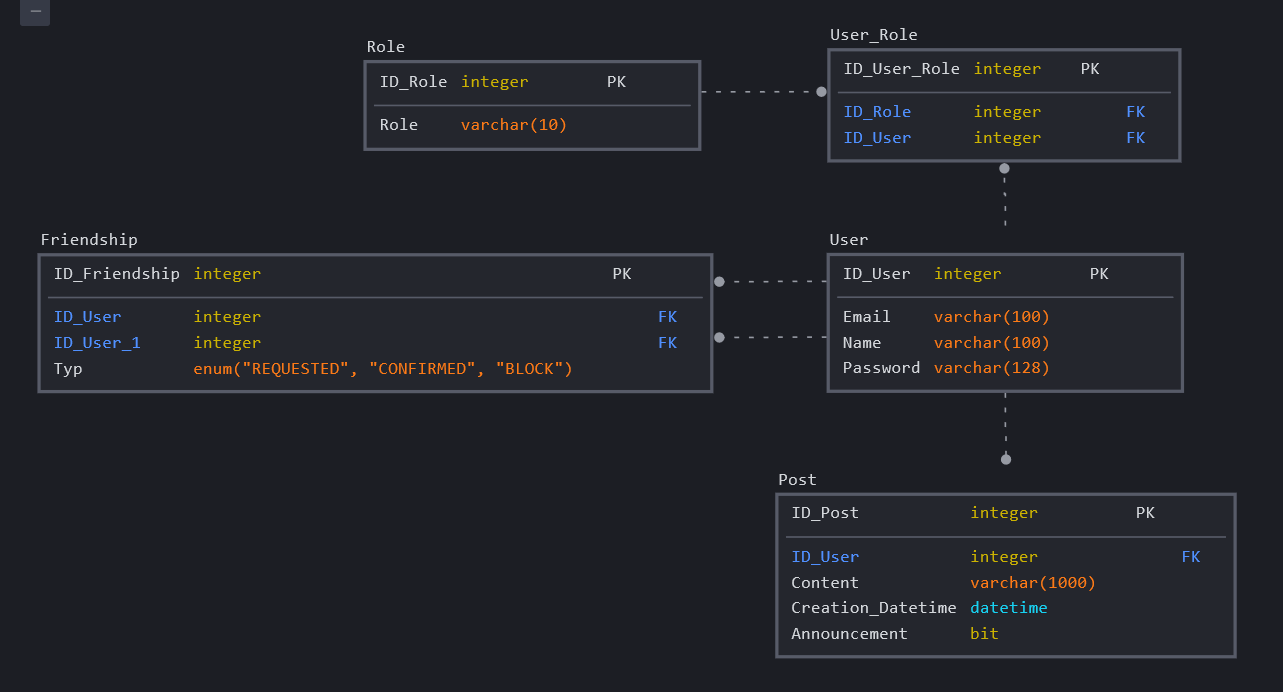 Role
ID_Role integer PK
Role varchar(10)
User_Role
ID_User_Role integer PK
ID_Role integer FK
ID_User integer FK
Friendship
ID_Friendship integer PK
ID_User integer FK
ID_User_1 integer FK
Typ enum("REQUESTED", "CONFIRMED", "BLOCK")
User
ID_User integer PK
Email varchar(100)
Name varchar(100)
Password varchar(128)
Post
ID_Post integer PK
ID_User integer FK
Content varchar(1000)
Creation_Datetime datetime
Announcement bit